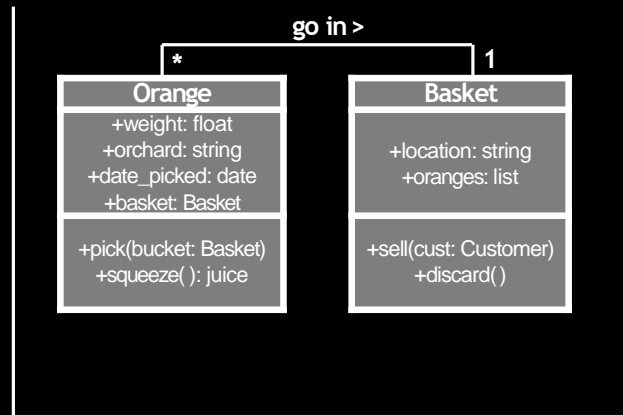 go in >
* 1
Orange
+weight: float
+orchard: string
+date_picked: date
+basket: Basket
+pick(bucket: Basket)
+squeeze( ): juice
Basket
+location: string
+oranges: list
+sell(cust: Customer)
+discard( )